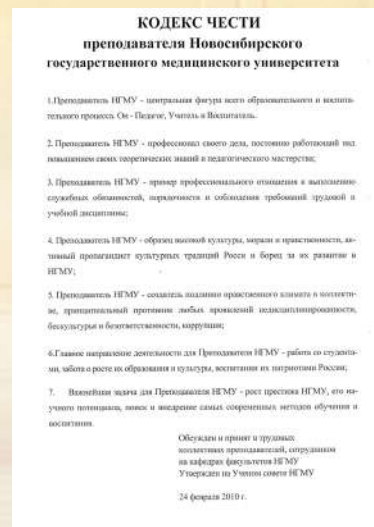 КОДЕКС ЧЕСТИ
преподавателя Новосибирского
государственного медицинского университета
1.Преподаватель НГМУ - центральная фигура всего образовательного и воспита-
тельного процесса. Он - Педагог, Учитель и Воспитатель.
2. Преподаватель НГМУ - профессионал своего дела, постоянно работающий над
повышением своих теоретических знаний и педагогического мастерства;
3. Преподаватель НГМУ - пример профессионального отношения к выполнению
служебных обязанностей, порядочности и соблюдения требований трудовой и
учебной дисциплины;
4. Преподаватель НГМУ - образец высокой культуры, морали и нравственности, ак-
тивный пропагандист культурных традиций России и борец за их развитие в
НГМУ;
5. Преподаватель НГМУ - создатель подлинно нравственного климата в коллекти-
ве, принципиальный противник любых проявлений недисциплинированности,
бескультурья и безответственности, коррупции;
6.Главное направление деятельности для Преподавателя НГМУ - работа со студента-
ми, забота о росте их образования и культуры, воспитания их патриотами России;
7. Важнейшая задача для Преподавателя НГМУ - рост престижа НГМУ, его на-
учного потенциала, поиск и внедрение самых современных методов обучения и
воспитания.
Обсужден и принят в трудовых
коллективах преподавателей, сотрудников
на кафедрах факультетов НГМУ
Утвержден на Ученом совете НГМУ
24 февраля 2010 г.